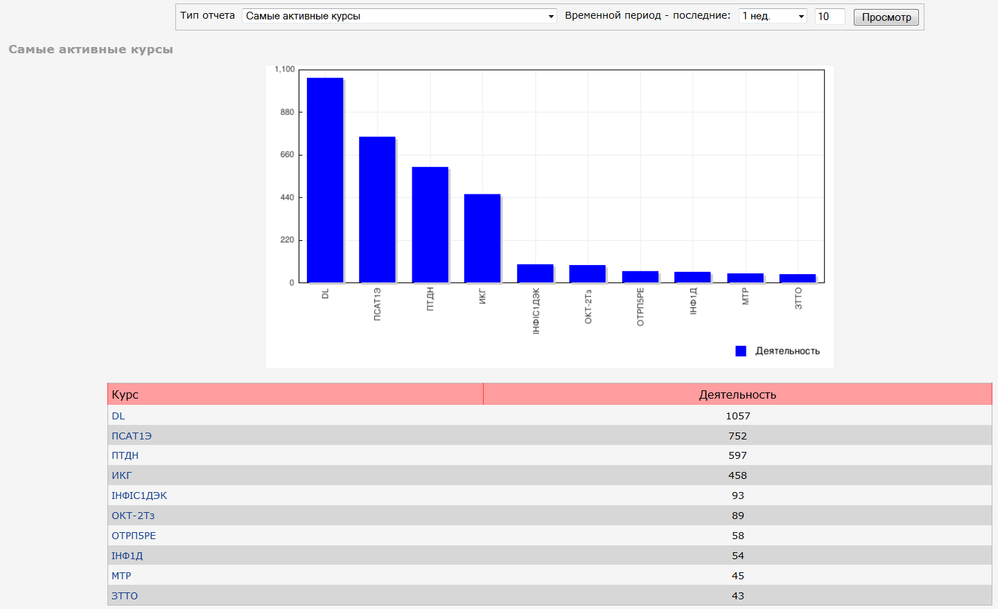 Тип отчета Самые активные курсы Временной период - последние: 1 нед. 10 Просмотр
Самые активные курсы
1,100
880
660
440
220
0
DL
ПСАТ1Э
ПТДН
ИКГ
ІНФІС1ДЭК
ОКТ-2Тз
ОТРП5РЕ
ІНФ1Д
МТР
ЗТТО
Деятельность
Курс Деятельность
DL 1057
ПСАТ1Э 752
ПТДН 597
ИКГ 458
ІНФІС1ДЭК 93
ОКТ-2Тз 89
ОТРП5РЕ 58
ІНФ1Д 54
МТР 45
ЗТТО 43